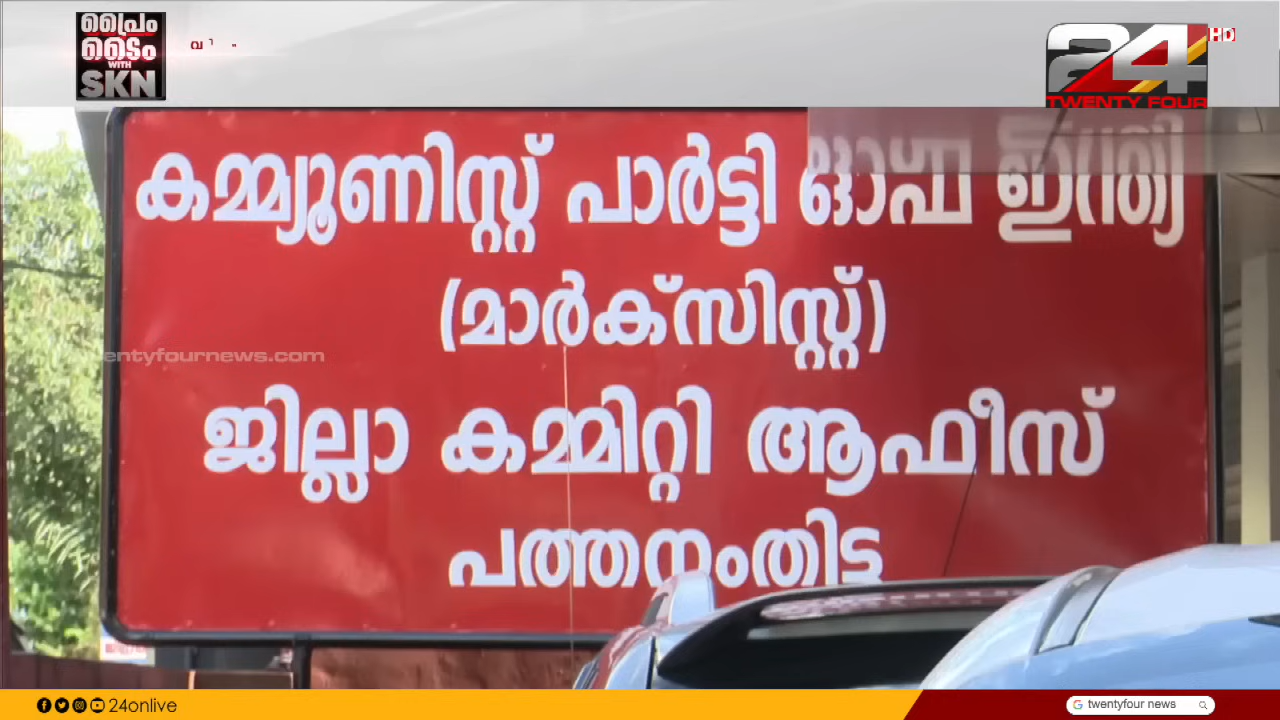 പ്രൈം
ടൈം
WITH
SKN
24
HD
TWENTY FOUR
കമ്മ്യൂണിസ്റ്റ് പാർട്ടി ഓഫ് ഇന്ത്യ
(മാർക്സിസ്റ്റ്)
twentyfournews.com
ജില്ലാ കമ്മിറ്റി ആഫീസ്
പത്തനംതിട്ട
24onlive
twentyfour news